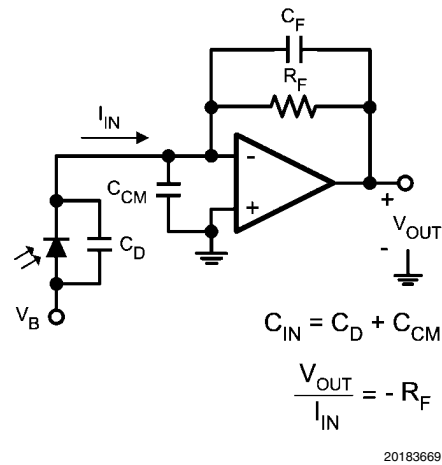 C_F
R_F
I_IN
-
+
C_CM
C_D
V_B
+
V_OUT
-
C_IN = C_D + C_CM
V_OUT / I_IN = - R_F
20183669